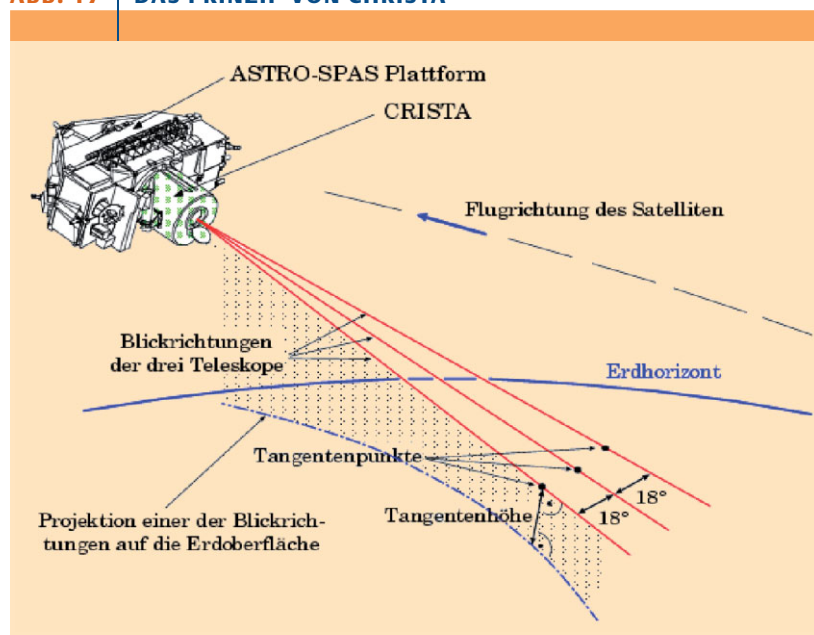 ASTRO-SPAS Plattform
CRISTA
Flugrichtung des Satelliten
Blickrichtungen
der drei Teleskope
Erdhorizont
Tangentenpunkte
18°
18°
Tangentenhöhe
Projektion einer der Blickrich-
tungen auf die Erdoberfläche